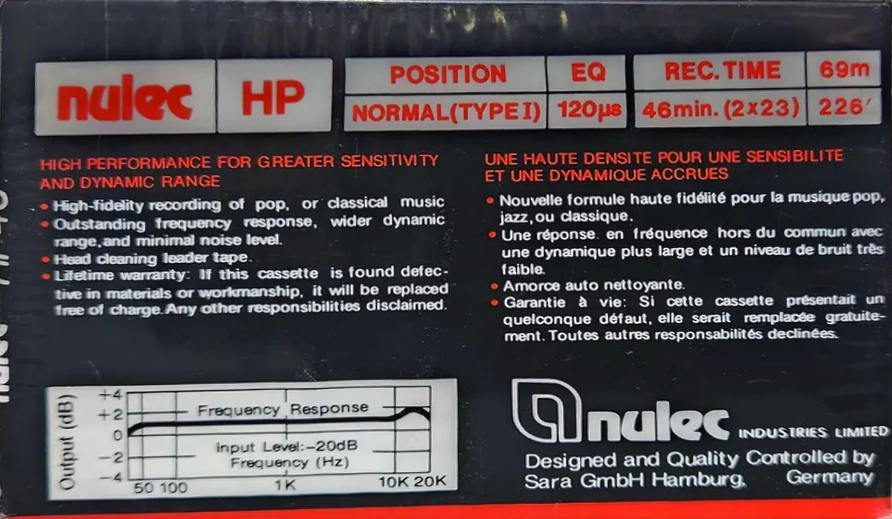 nulec HP
POSITION EQ REC. TIME 69m
NORMAL(TYPE I) 120µs 46min. (2x23) 226′
HIGH PERFORMANCE FOR GREATER SENSITIVITY
AND DYNAMIC RANGE
• High-fidelity recording of pop, or classical music
• Outstanding frequency response, wider dynamic
range, and minimal noise level.
• Head cleaning leader tape.
• Lifetime warranty: If this cassette is found defec-
tive in materials or workmanship, it will be replaced
free of charge. Any other responsibilities disclaimed.
UNE HAUTE DENSITE POUR UNE SENSIBILITE
ET UNE DYNAMIQUE ACCRUES
• Nouvelle formule haute fidélité pour la musique pop,
jazz, ou classique.
• Une réponse en fréquence hors du commun avec
une dynamique plus large et un niveau de bruit très
faible.
• Amorce auto nettoyante.
• Garantie à vie: Si cette cassette présentait un
quelconque défaut, elle serait remplacée gratuite-
ment. Toutes autres responsabilités declinées.
Output (dB)
+4
+2
0
−2
−4
Frequency Response
Input Level:-20dB
Frequency (Hz)
50 100 1K 10K 20K
nulec INDUSTRIES LIMITED
Designed and Quality Controlled by
Sara GmbH Hamburg, Germany